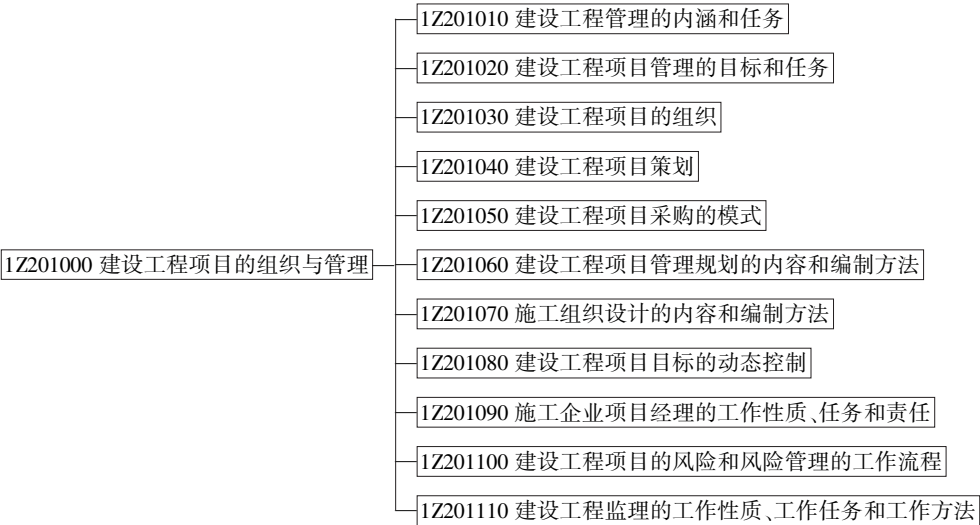 1Z201000 建设工程项目的组织与管理
1Z201010 建设工程管理的内涵和任务
1Z201020 建设工程项目管理的目标和任务
1Z201030 建设工程项目的组织
1Z201040 建设工程项目策划
1Z201050 建设工程项目采购的模式
1Z201060 建设工程项目管理规划的内容和编制方法
1Z201070 施工组织设计的内容和编制方法
1Z201080 建设工程项目目标的动态控制
1Z201090 施工企业项目经理的工作性质、任务和责任
1Z201100 建设工程项目的风险和风险管理的工作流程
1Z201110 建设工程监理的工作性质、工作任务和工作方法